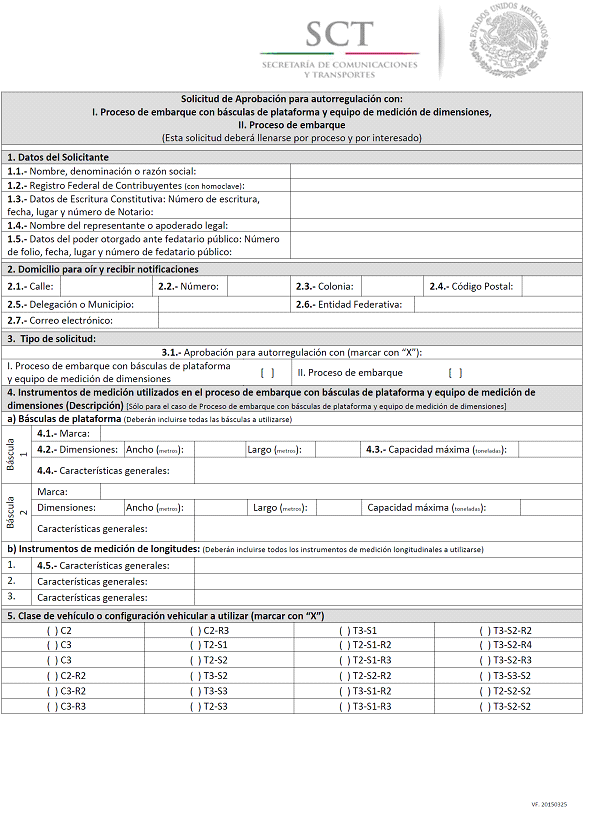 SCT
SECRETARÍA DE COMUNICACIONES
Y TRANSPORTES
ESTADOS UNIDOS MEXICANOS
Solicitud de Aprobación para autorregulación con:
I. Proceso de embarque con básculas de plataforma y equipo de medición de dimensiones,
II. Proceso de embarque
(Esta solicitud deberá llenarse por proceso y por interesado)
1. Datos del Solicitante
1.1.- Nombre, denominación o razón social:
1.2.- Registro Federal de Contribuyentes (con homoclave):
1.3.- Datos de Escritura Constitutiva: Número de escritura,
fecha, lugar y número de Notario:
1.4.- Nombre del representante o apoderado legal:
1.5.- Datos del poder otorgado ante fedatario público: Número
de folio, fecha, lugar y número de fedatario público:
2. Domicilio para oír y recibir notificaciones
2.1.- Calle: 2.2.- Número: 2.3.- Colonia: 2.4.- Código Postal:
2.5.- Delegación o Municipio: 2.6.- Entidad Federativa:
2.7.- Correo electrónico:
3. Tipo de solicitud:
3.1.- Aprobación para autorregulación con (marcar con “X”):
I. Proceso de embarque con básculas de plataforma
y equipo de medición de dimensiones [ ] II. Proceso de embarque [ ]
4. Instrumentos de medición utilizados en el proceso de embarque con básculas de plataforma y equipo de medición de
dimensiones (Descripción) [Sólo para el caso de Proceso de embarque con básculas de plataforma y equipo de medición de dimensiones]
a) Básculas de plataforma (Deberán incluirse todas las básculas a utilizarse)
Báscula 1
4.1.- Marca:
4.2.- Dimensiones: Ancho (metros): Largo (metros): 4.3.- Capacidad máxima (toneladas):
4.4.- Características generales:
Báscula 2
Marca:
Dimensiones: Ancho (metros): Largo (metros): Capacidad máxima (toneladas):
Características generales:
b) Instrumentos de medición de longitudes: (Deberán incluirse todos los instrumentos de medición longitudinales a utilizarse)
1. 4.5.- Características generales:
2. Características generales:
3. Características generales:
5. Clase de vehículo o configuración vehicular a utilizar (marcar con “X”)
( ) C2 ( ) C2-R3 ( ) T3-S1 ( ) T3-S2-R2
( ) C3 ( ) T2-S1 ( ) T2-S1-R2 ( ) T3-S2-R4
( ) C3 ( ) T2-S2 ( ) T2-S1-R3 ( ) T3-S2-R3
( ) C2-R2 ( ) T3-S2 ( ) T2-S2-R2 ( ) T3-S3-S2
( ) C3-R2 ( ) T3-S3 ( ) T3-S1-R2 ( ) T2-S2-S2
( ) C3-R3 ( ) T2-S3 ( ) T3-S1-R3 ( ) T3-S2-S2
VF. 20150325